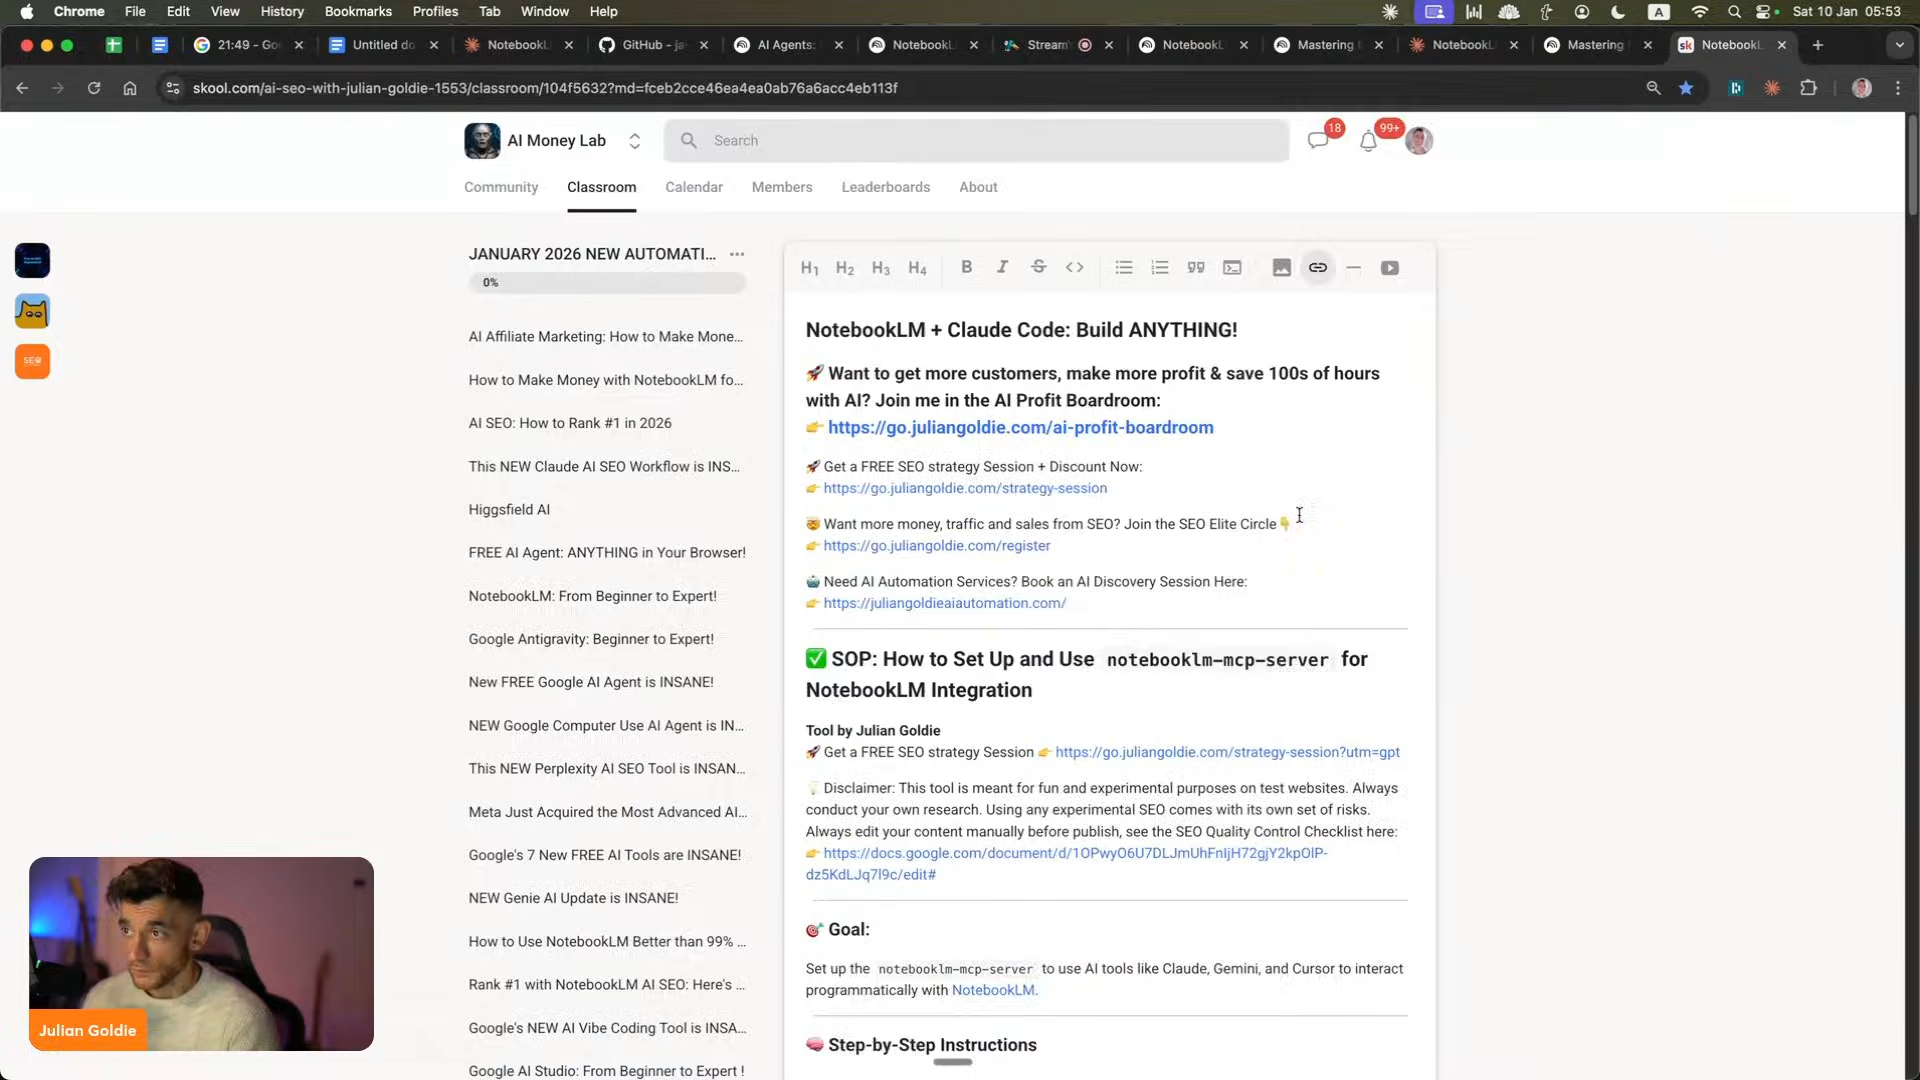 Chrome File Edit View History Bookmarks Profiles Tab Window Help
A Sat 10 Jan 05:53
21:49 - Go
Untitled do
NotebookL
GitHub - ja
AI Agents:
NotebookL
Stream
NotebookL
Mastering
NotebookL
Mastering
sk NotebookL
skool.com/ai-seo-with-julian-goldie-1553/classroom/104f5632?md=fceb2cce46ea4ea0ab76a6acc4eb113f
AI Money Lab
Search
18
99+
Community Classroom Calendar Members Leaderboards About
SEO
JANUARY 2026 NEW AUTOMATI...
0%
AI Affiliate Marketing: How to Make Mone...
How to Make Money with NotebookLM fo...
AI SEO: How to Rank #1 in 2026
This NEW Claude AI SEO Workflow is INS...
Higgsfield AI
FREE AI Agent: ANYTHING in Your Browser!
NotebookLM: From Beginner to Expert!
Google Antigravity: Beginner to Expert!
New FREE Google AI Agent is INSANE!
NEW Google Computer Use AI Agent is IN...
This NEW Perplexity AI SEO Tool is INSAN...
Meta Just Acquired the Most Advanced AI...
Google's 7 New FREE AI Tools are INSANE!
NEW Genie AI Update is INSANE!
How to Use NotebookLM Better than 99% ...
Rank #1 with NotebookLM AI SEO: Here's ...
Google's NEW AI Vibe Coding Tool is INSA...
Google AI Studio: From Beginner to Expert !
H1 H2 H3 H4 B I S <>
NotebookLM + Claude Code: Build ANYTHING!
🚀 Want to get more customers, make more profit & save 100s of hours
with AI? Join me in the AI Profit Boardroom:
👉 https://go.juliangoldie.com/ai-profit-boardroom
🚀 Get a FREE SEO strategy Session + Discount Now:
👉 https://go.juliangoldie.com/strategy-session
🤯 Want more money, traffic and sales from SEO? Join the SEO Elite Circle👇
👉 https://go.juliangoldie.com/register
🤖 Need AI Automation Services? Book an AI Discovery Session Here:
👉 https://juliangoldieaiautomation.com/
✅ SOP: How to Set Up and Use notebooklm-mcp-server for
NotebookLM Integration
Tool by Julian Goldie
🚀 Get a FREE SEO strategy Session 👉 https://go.juliangoldie.com/strategy-session?utm=gpt
💡 Disclaimer: This tool is meant for fun and experimental purposes on test websites. Always
conduct your own research. Using any experimental SEO comes with its own set of risks.
Always edit your content manually before publish, see the SEO Quality Control Checklist here:
👉 https://docs.google.com/document/d/1OPwyO6U7DLJmUhFnIjH72gjY2kpOlP-
dz5KdLJq7l9c/edit#
🎯 Goal:
Set up the notebooklm-mcp-server to use AI tools like Claude, Gemini, and Cursor to interact
programmatically with NotebookLM.
🧠 Step-by-Step Instructions
Julian Goldie